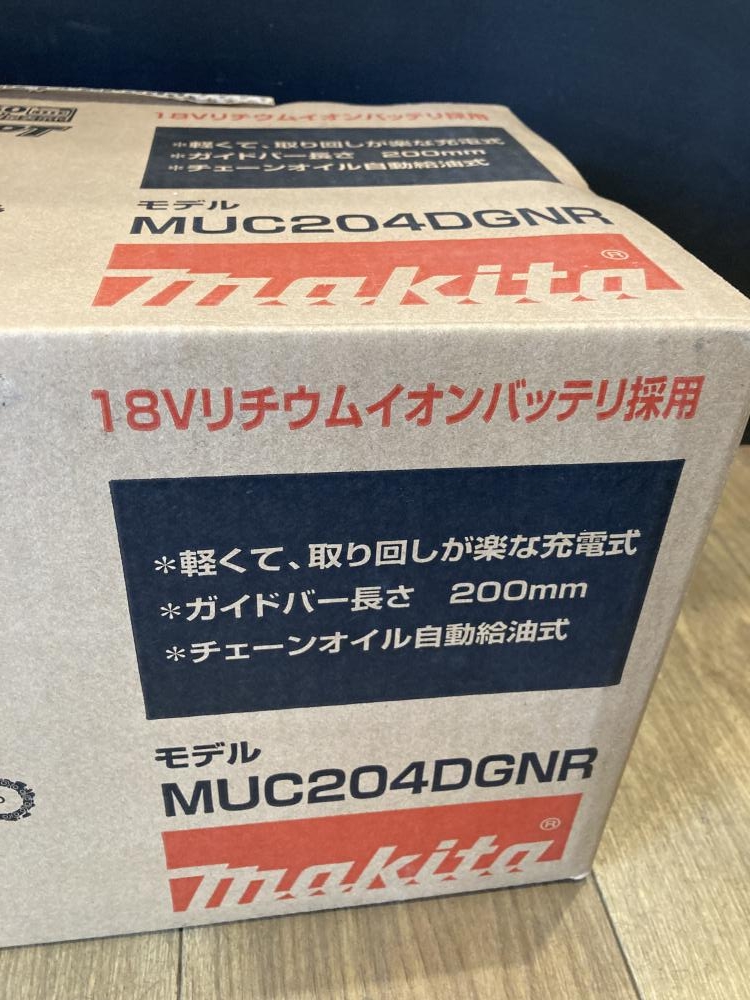 18Vリチウムイオンバッテリ採用
*軽くて、取り回しが楽な充電式
*ガイドバー長さ 200mm
*チェーンオイル自動給油式
モデル
MUC204DGNR
makita®
18Vリチウムイオンバッテリ採用
*軽くて、取り回しが楽な充電式
*ガイドバー長さ 200mm
*チェーンオイル自動給油式
モデル
MUC204DGNR
makita®